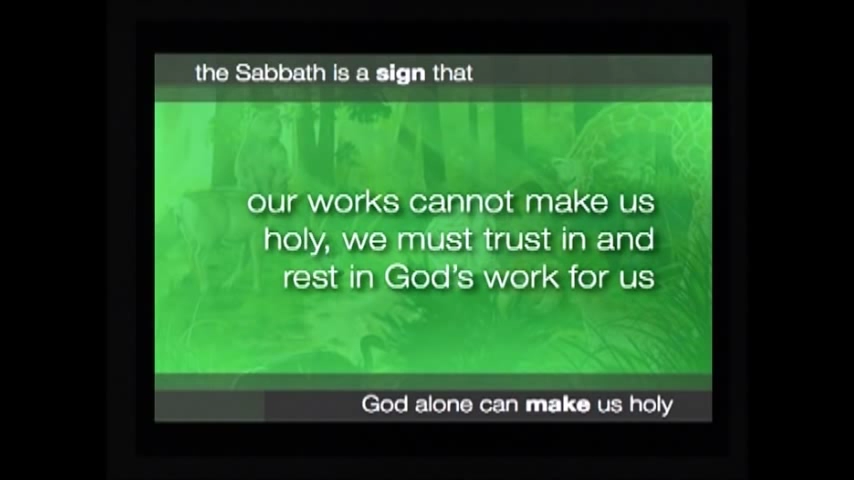 the Sabbath is a sign that
our works cannot make us
holy, we must trust in and
rest in God's work for us
God alone can make us holy